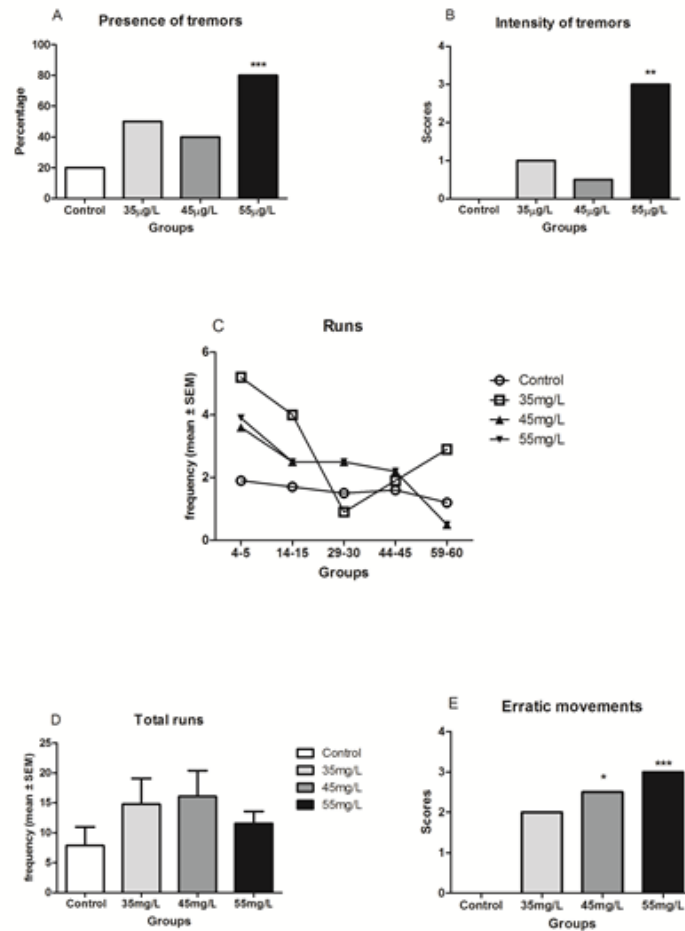 A
Presence of tremors
Percentage
100
80
60
40
20
0
***
Control 35μg/L 45μg/L 55μg/L
Groups
B
Intensity of tremors
Scores
4
3
2
1
0
**
Control 35μg/L 45μg/L 55μg/L
Groups
C
Runs
frequency (mean ± SEM)
6
4
2
0
4-5 14-15 29-30 44-45 59-60
Groups
Control
35mg/L
45mg/L
55mg/L
D
Total runs
frequency (mean ± SEM)
25
20
15
10
5
0
Control 35mg/L 45mg/L 55mg/L
Groups
Control
35mg/L
45mg/L
55mg/L
E
Erratic movements
Scores
4
3
2
1
0
*
***
Control 35mg/L 45mg/L 55mg/L
Groups